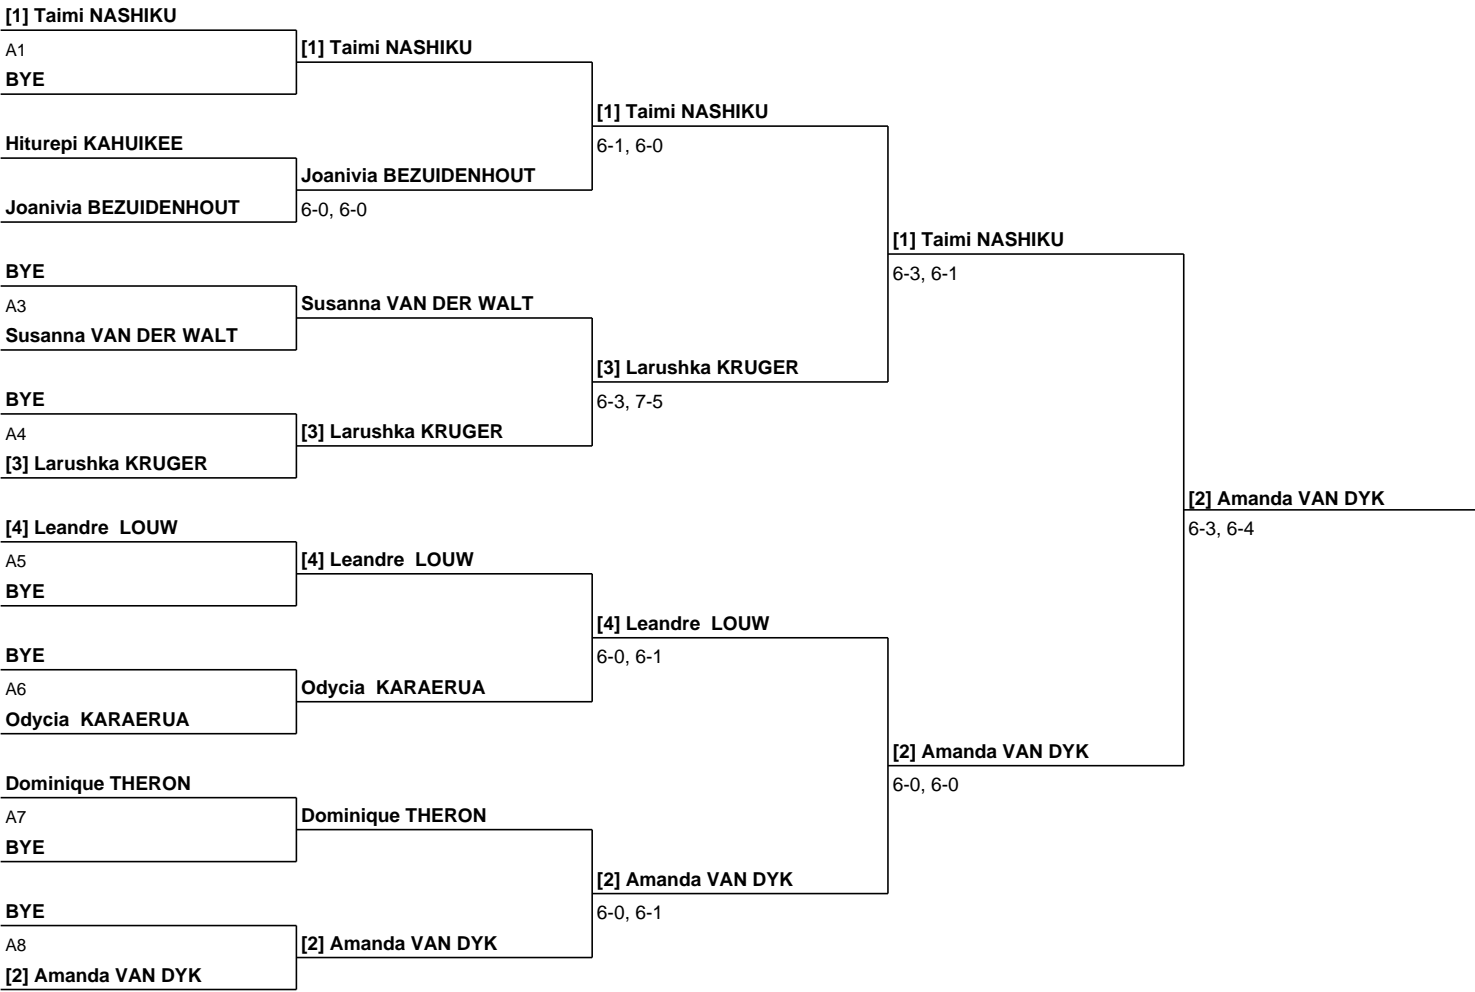 [1] Taimi NASHIKU
A1
BYE
Hiturepi KAHUIKEE
Joanivia BEZUIDENHOUT
BYE
A3
Susanna VAN DER WALT
BYE
A4
[3] Larushka KRUGER
[4] Leandre LOUW
A5
BYE
BYE
A6
Odycia KARAERUA
Dominique THERON
A7
BYE
BYE
A8
[2] Amanda VAN DYK
[1] Taimi NASHIKU
Joanivia BEZUIDENHOUT
6-0, 6-0
Susanna VAN DER WALT
[3] Larushka KRUGER
[4] Leandre LOUW
Odycia KARAERUA
Dominique THERON
[2] Amanda VAN DYK
[1] Taimi NASHIKU
6-1, 6-0
[3] Larushka KRUGER
6-3, 7-5
[4] Leandre LOUW
6-0, 6-1
[2] Amanda VAN DYK
6-0, 6-1
[1] Taimi NASHIKU
6-3, 6-1
[2] Amanda VAN DYK
6-0, 6-0
[2] Amanda VAN DYK
6-3, 6-4